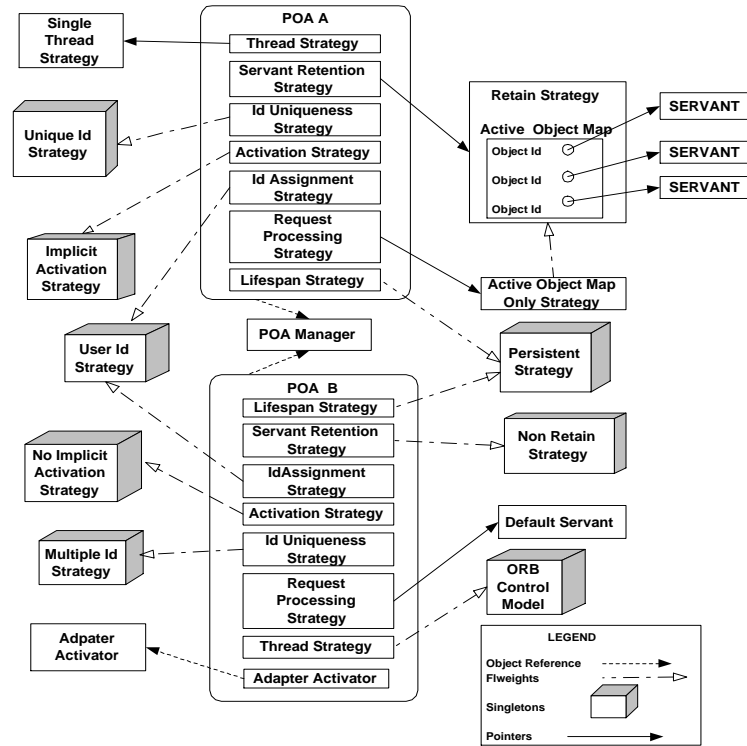 POA A
Single
Thread
Strategy
Thread Strategy
Servant Retention
Strategy
Id Uniqueness
Strategy
Activation Strategy
Id Assignment
Strategy
Request
Processing
Strategy
Lifespan Strategy
Unique Id
Strategy
Implicit
Activation
Strategy
User Id
Strategy
Retain Strategy
Active Object Map
Object Id
Object Id
Object Id
SERVANT
SERVANT
SERVANT
Active Object Map
Only Strategy
POA Manager
Persistent
Strategy
POA B
Lifespan Strategy
Servant Retention
Strategy
IdAssignment
Strategy
Activation Strategy
Id Uniqueness
Strategy
Request
Processing
Strategy
Thread Strategy
Adapter Activator
No Implicit
Activation
Strategy
Multiple Id
Strategy
Adpater
Activator
Non Retain
Strategy
Default Servant
ORB
Control
Model
LEGEND
Object Reference
Flweights
Singletons
Pointers